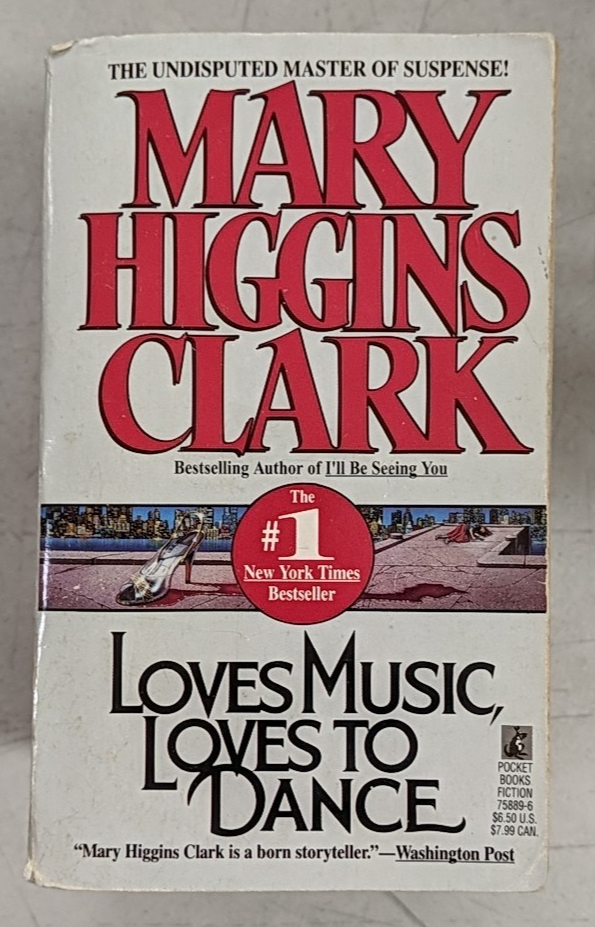 THE UNDISPUTED MASTER OF SUSPENSE!
MARY
HIGGINS
CLARK
Bestselling Author of I'll Be Seeing You
The
#1
New York Times
Bestseller
LOVES MUSIC,
LOVES TO
DANCE
POCKET
BOOKS
FICTION
75889-6
$6.50 U.S.
$7.99 CAN.
“Mary Higgins Clark is a born storyteller.”—Washington Post